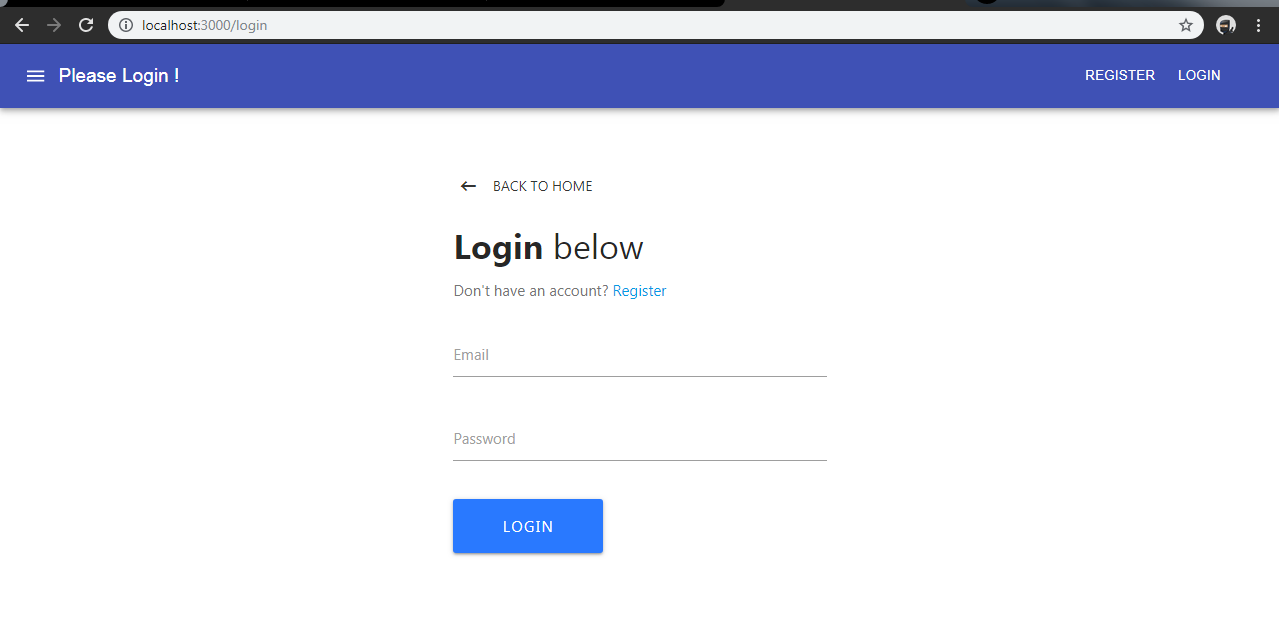 localhost:3000/login
Please Login ! REGISTER LOGIN
BACK TO HOME
Login below
Don't have an account? Register
Email
Password
LOGIN